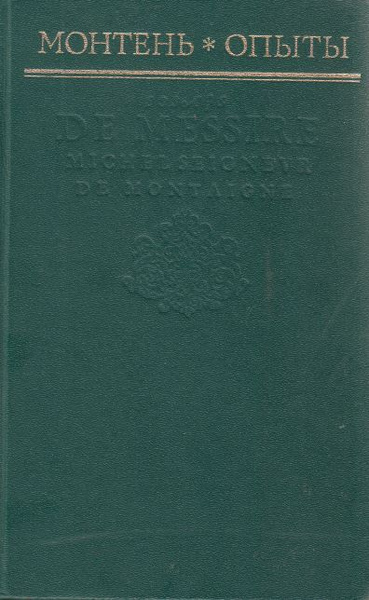 МОНТЕНЬ * ОПЫТЫ
DE MESSIRE
MICHEL SEIGNEVR
DE MONTAIGNE